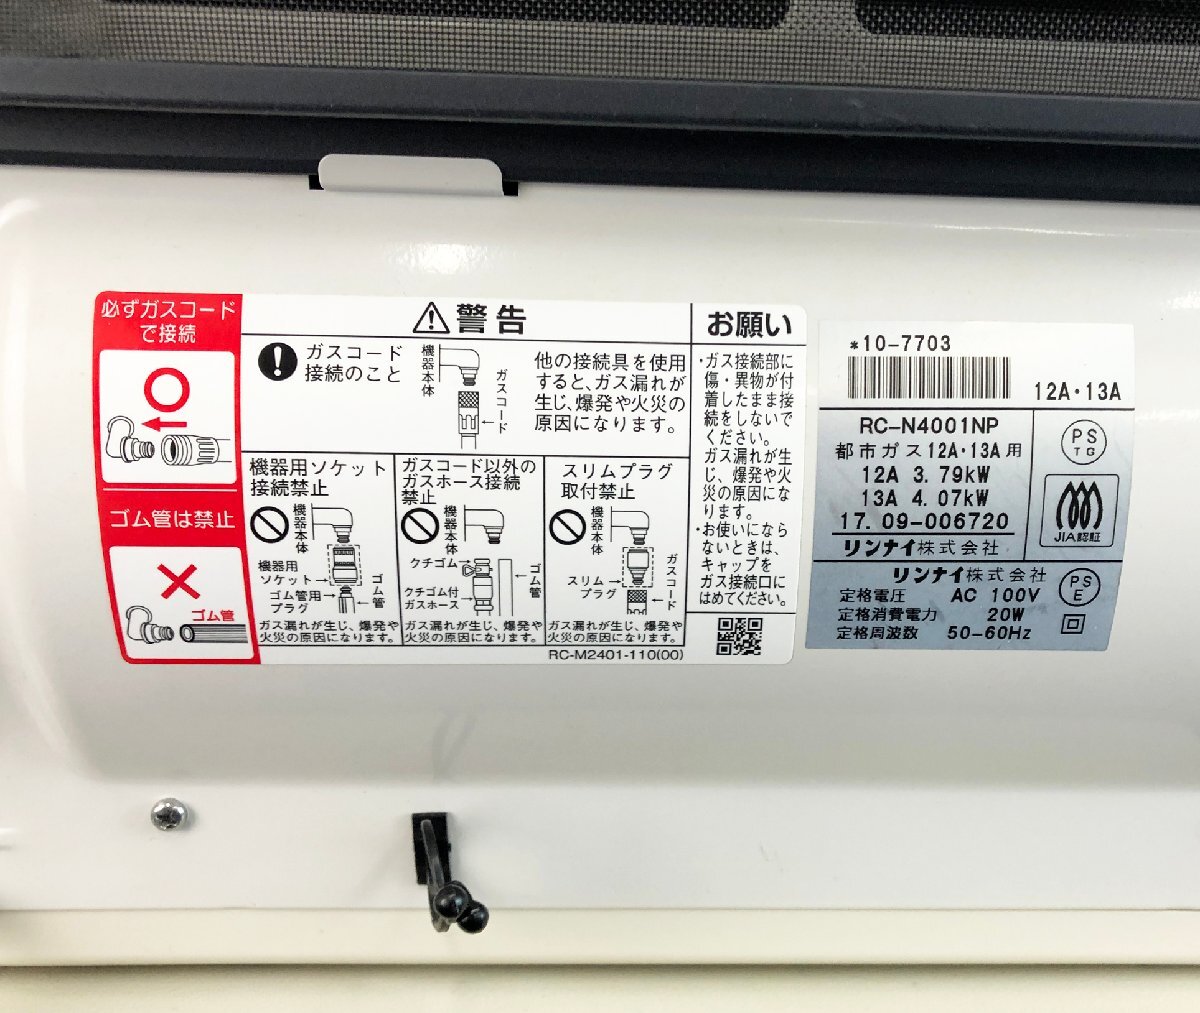 必ずガスコード
で接続
ゴム管は禁止
ゴム管
警告
ガスコード
接続のこと
機器本体
ガスコード
他の接続具を使用
すると、ガス漏れが
生じ、爆発や火災の
原因になります。
機器用ソケット
接続禁止
機器本体
機器用
ソケット
ゴム管用
プラグ
ゴム管
ガス漏れが生じ、爆発や
火災の原因になります。
ガスコード以外の
ガスホース接続
禁止
機器本体
クチゴム
クチゴム付
ガスホース
ゴム管
ガス漏れが生じ、爆発や
火災の原因になります。
スリムプラグ
取付禁止
機器本体
スリム
プラグ
ガスコード
ガス漏れが生じ、爆発や
火災の原因になります。
RC-M2401-110(00)
お願い
・ガス接続部に
傷・異物が付
着したまま接
続をしないで
ください。
ガス漏れが生
じ、爆発や火
災の原因にな
ります。
・お使いになら
ないときは、
キャップを
ガス接続口に
はめてください。
*10-7703
12A・13A
RC-N4001NP
都市ガス12A・13A用
12A 3.79kW
13A 4.07kW
17. 09-006720
リンナイ株式会社
PS
TG
JIA認証
リンナイ株式会社
定格電圧 AC 100V
定格消費電力 20W
定格周波数 50-60Hz
PS
E